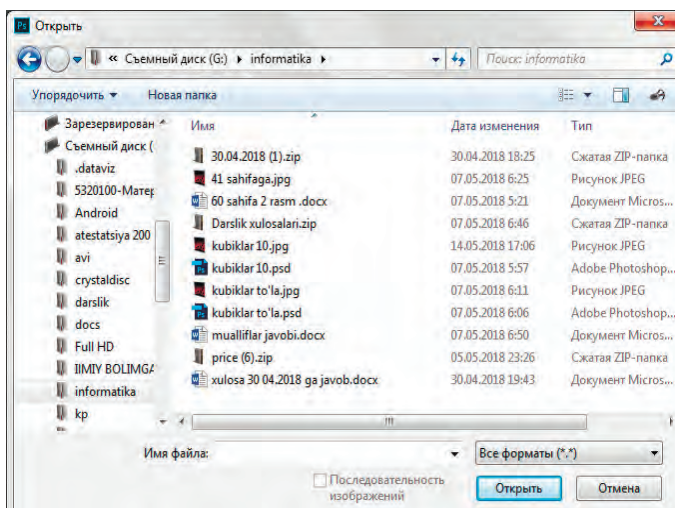 Ps Открыть
« Съемный диск (G:) ▸ informatika ▸ Поиск: informatika
Упорядочить ▾ Новая папка
Зарезервирован
Съемный диск (
.dataviz
5320100-Матер
Android
atestatsiya 200
avi
crystaldisc
darslik
docs
Full HD
IlMIY BOLIMGA
informatika
kp
Имя Дата изменения Тип
30.04.2018 (1).zip 30.04.2018 18:25 Сжатая ZIP-папка
41 sahifaga.jpg 07.05.2018 6:25 Рисунок JPEG
60 sahifa 2 rasm .docx 07.05.2018 5:21 Документ Micros...
Darslik xulosalari.zip 07.05.2018 6:46 Сжатая ZIP-папка
kubiklar 10.jpg 14.05.2018 17:06 Рисунок JPEG
kubiklar 10.psd 07.05.2018 5:57 Adobe Photoshop...
kubiklar to'la.jpg 07.05.2018 6:11 Рисунок JPEG
kubiklar to'la.psd 07.05.2018 6:06 Adobe Photoshop...
mualliflar javobi.docx 07.05.2018 6:50 Документ Micros...
price (6).zip 05.05.2018 23:26 Сжатая ZIP-папка
xulosa 30 04.2018 ga javob.docx 30.04.2018 19:43 Документ Micros...
Имя файла: Все форматы (*.*)
Последовательность
изображений
Открыть Отмена